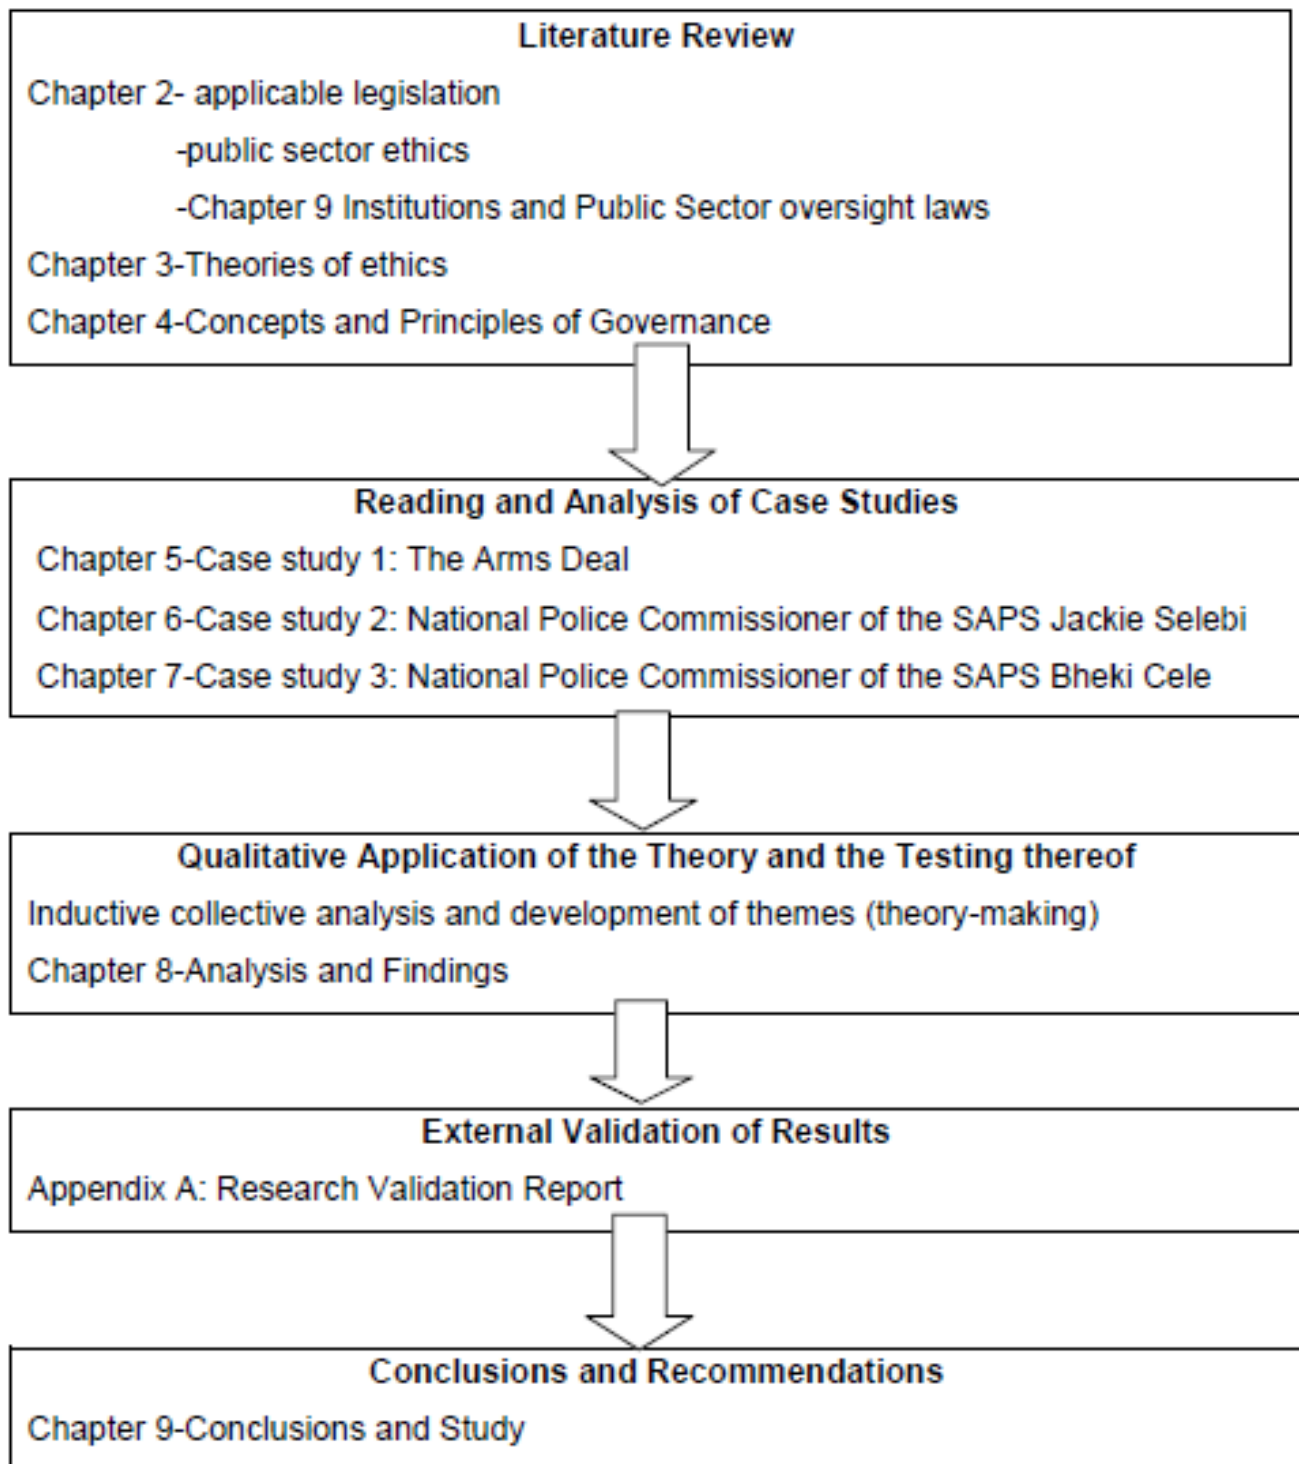 Literature Review
Chapter 2- applicable legislation
-public sector ethics
-Chapter 9 Institutions and Public Sector oversight laws
Chapter 3-Theories of ethics
Chapter 4-Concepts and Principles of Governance
Reading and Analysis of Case Studies
Chapter 5-Case study 1: The Arms Deal
Chapter 6-Case study 2: National Police Commissioner of the SAPS Jackie Selebi
Chapter 7-Case study 3: National Police Commissioner of the SAPS Bheki Cele
Qualitative Application of the Theory and the Testing thereof
Inductive collective analysis and development of themes (theory-making)
Chapter 8-Analysis and Findings
External Validation of Results
Appendix A: Research Validation Report
Conclusions and Recommendations
Chapter 9-Conclusions and Study